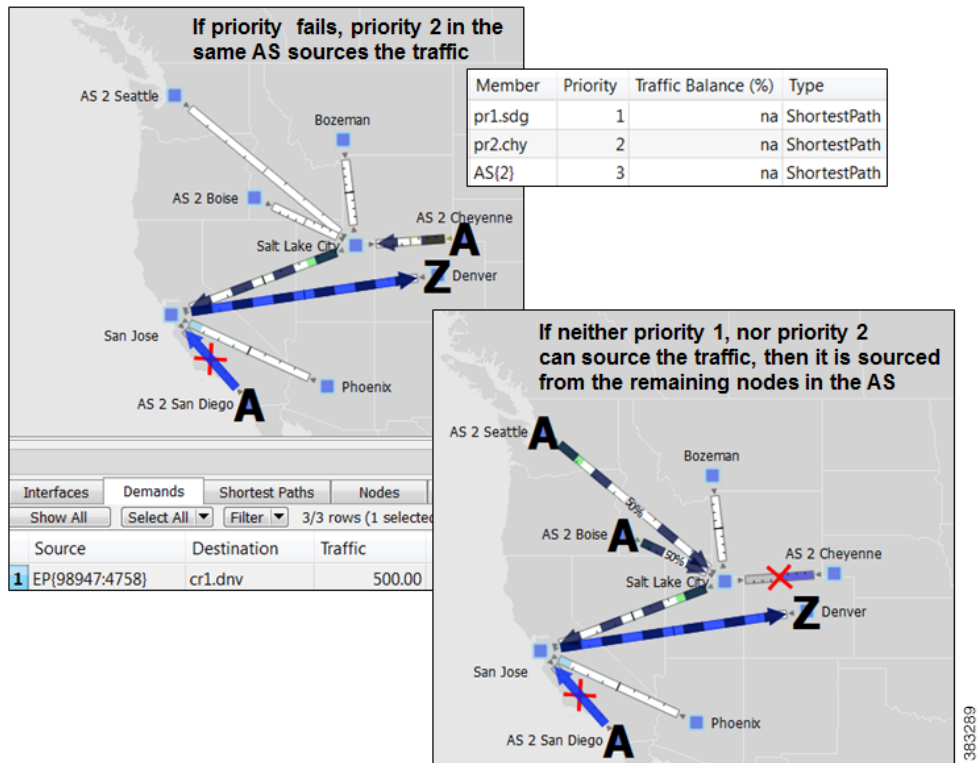 If priority fails, priority 2 in the
same AS sources the traffic
AS 2 Seattle
Bozeman
AS 2 Boise
AS 2 Cheyenne
Salt Lake City
A
Z
Denver
San Jose
Phoenix
AS 2 San Diego
A
Member Priority Traffic Balance (%) Type
pr1.sdg 1 na ShortestPath
pr2.chy 2 na ShortestPath
AS{2} 3 na ShortestPath
Interfaces Demands Shortest Paths Nodes
Show All Select All Filter 3/3 rows (1 selected
Source Destination Traffic
1 EP{98947:4758} cr1.dnv 500.00
If neither priority 1, nor priority 2
can source the traffic, then it is sourced
from the remaining nodes in the AS
AS 2 Seattle
A
Bozeman
50%
AS 2 Boise
A
50%
AS 2 Cheyenne
Salt Lake City
Z
Denver
San Jose
Phoenix
AS 2 San Diego
A
383289